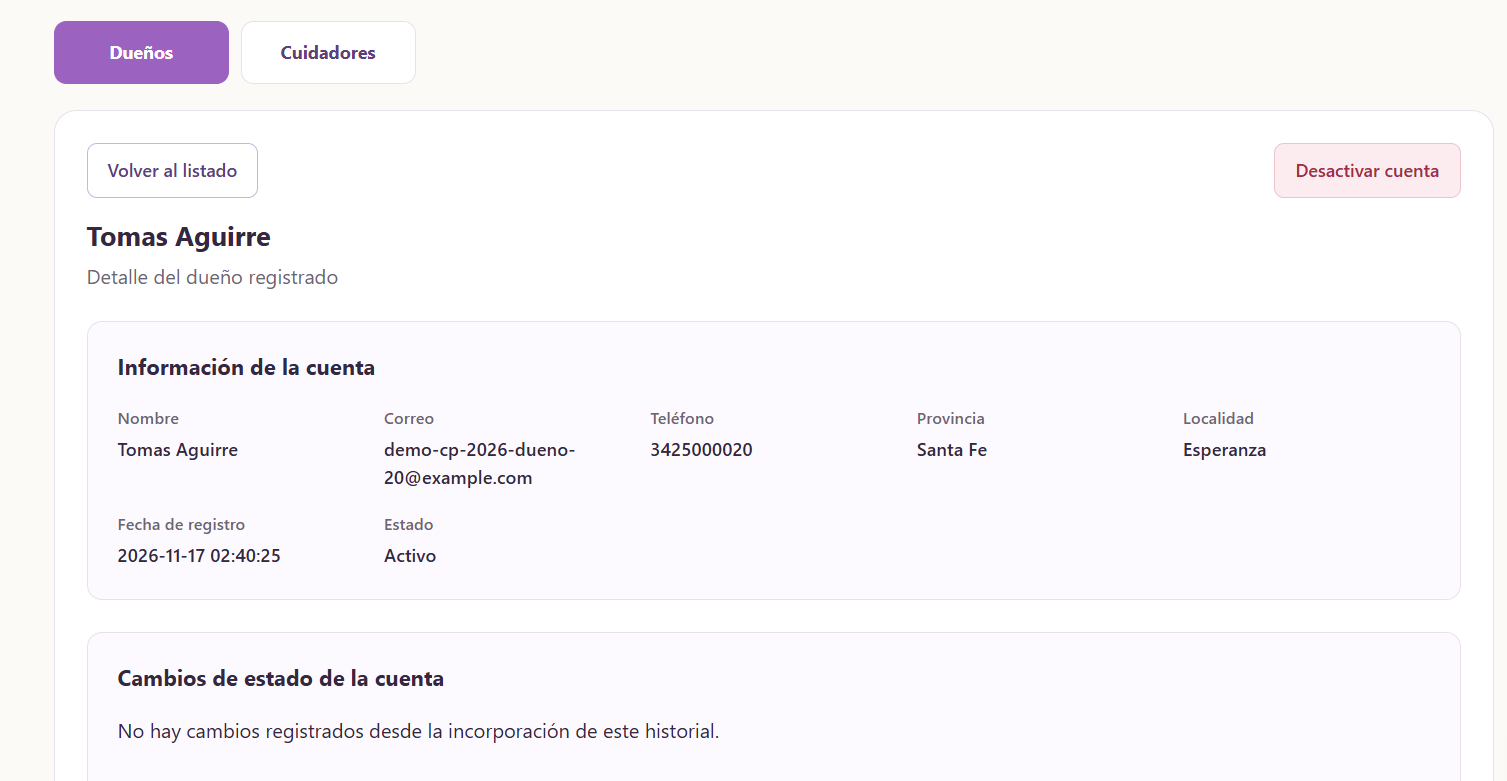 Dueños
Cuidadores
Volver al listado
Desactivar cuenta
Tomas Aguirre
Detalle del dueño registrado
Información de la cuenta
Nombre
Tomas Aguirre
Correo
demo-cp-2026-dueno-
20@example.com
Teléfono
3425000020
Provincia
Santa Fe
Localidad
Esperanza
Fecha de registro
2026-11-17 02:40:25
Estado
Activo
Cambios de estado de la cuenta
No hay cambios registrados desde la incorporación de este historial.